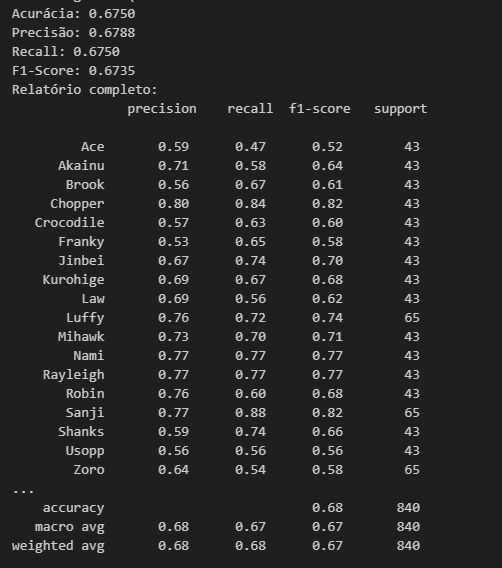 Acurácia: 0.6750
Precisão: 0.6788
Recall: 0.6750
F1-Score: 0.6735
Relatório completo:
precision recall f1-score support
Ace 0.59 0.47 0.52 43
Akainu 0.71 0.58 0.64 43
Brook 0.56 0.67 0.61 43
Chopper 0.80 0.84 0.82 43
Crocodile 0.57 0.63 0.60 43
Franky 0.53 0.65 0.58 43
Jinbei 0.67 0.74 0.70 43
Kurohige 0.69 0.67 0.68 43
Law 0.69 0.56 0.62 43
Luffy 0.76 0.72 0.74 65
Mihawk 0.73 0.70 0.71 43
Nami 0.77 0.77 0.77 43
Rayleigh 0.77 0.77 0.77 43
Robin 0.76 0.60 0.68 43
Sanji 0.77 0.88 0.82 65
Shanks 0.59 0.74 0.66 43
Usopp 0.56 0.56 0.56 43
Zoro 0.64 0.54 0.58 65
...
accuracy 0.68 840
macro avg 0.68 0.67 0.67 840
weighted avg 0.68 0.68 0.67 840